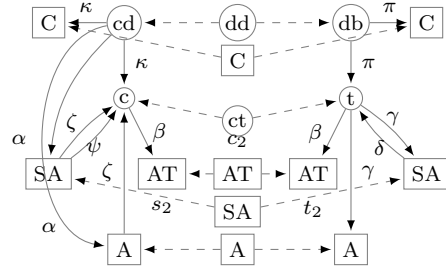 C κ cd dd db π C
C
κ π
c t
ct
α ζ ψ β c₂ β γ
ζ δ
SA AT AT AT γ SA
s₂ SA t₂
α
A A A